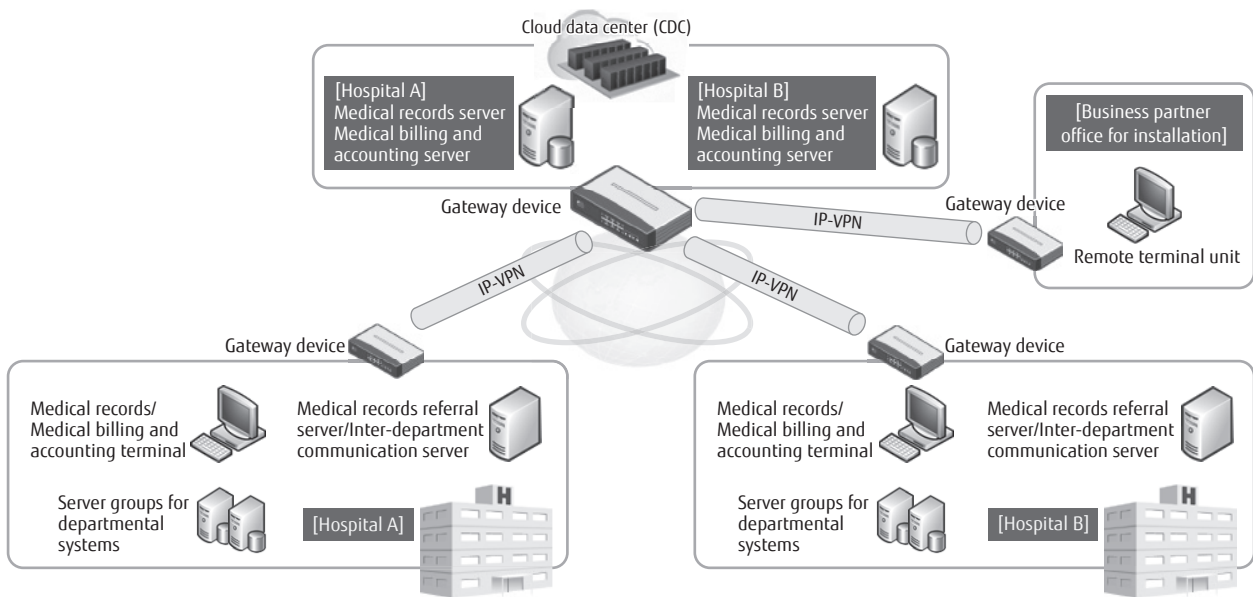 Cloud data center (CDC)
[Hospital A]
Medical records server
Medical billing and
accounting server
[Hospital B]
Medical records server
Medical billing and
accounting server
[Business partner
office for installation]
Gateway device
Gateway device
IP-VPN
Remote terminal unit
IP-VPN
IP-VPN
Gateway device
Gateway device
Medical records/
Medical billing and
accounting terminal
Medical records referral
server/Inter-department
communication server
Server groups for
departmental
systems
[Hospital A]
H
Medical records/
Medical billing and
accounting terminal
Medical records referral
server/Inter-department
communication server
Server groups for
departmental
systems
[Hospital B]
H